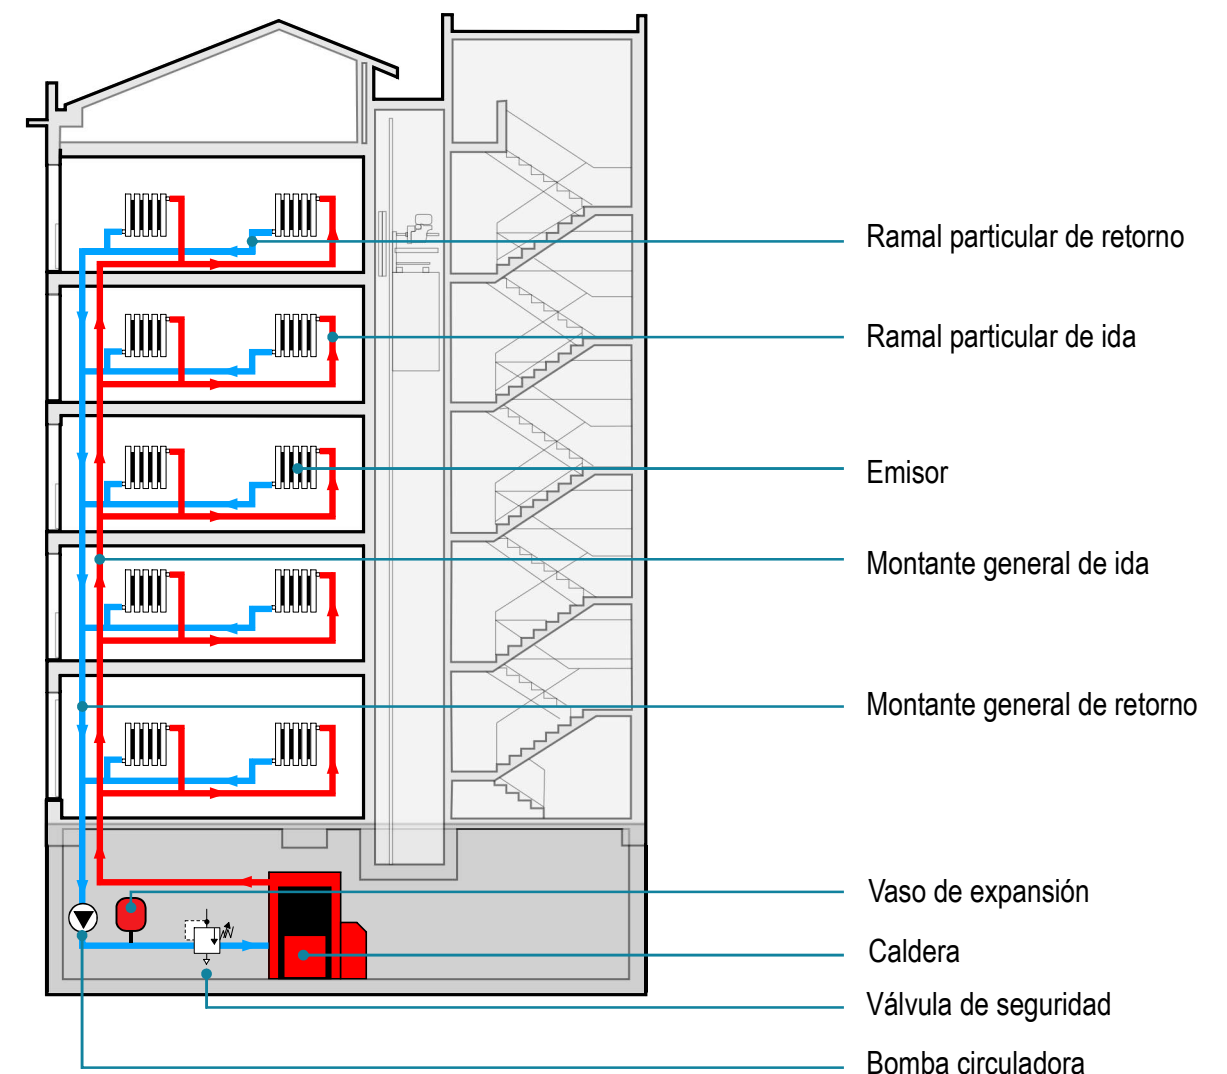 Ramal particular de retorno
Ramal particular de ida
Emisor
Montante general de ida
Montante general de retorno
Vaso de expansión
Caldera
Válvula de seguridad
Bomba circuladora